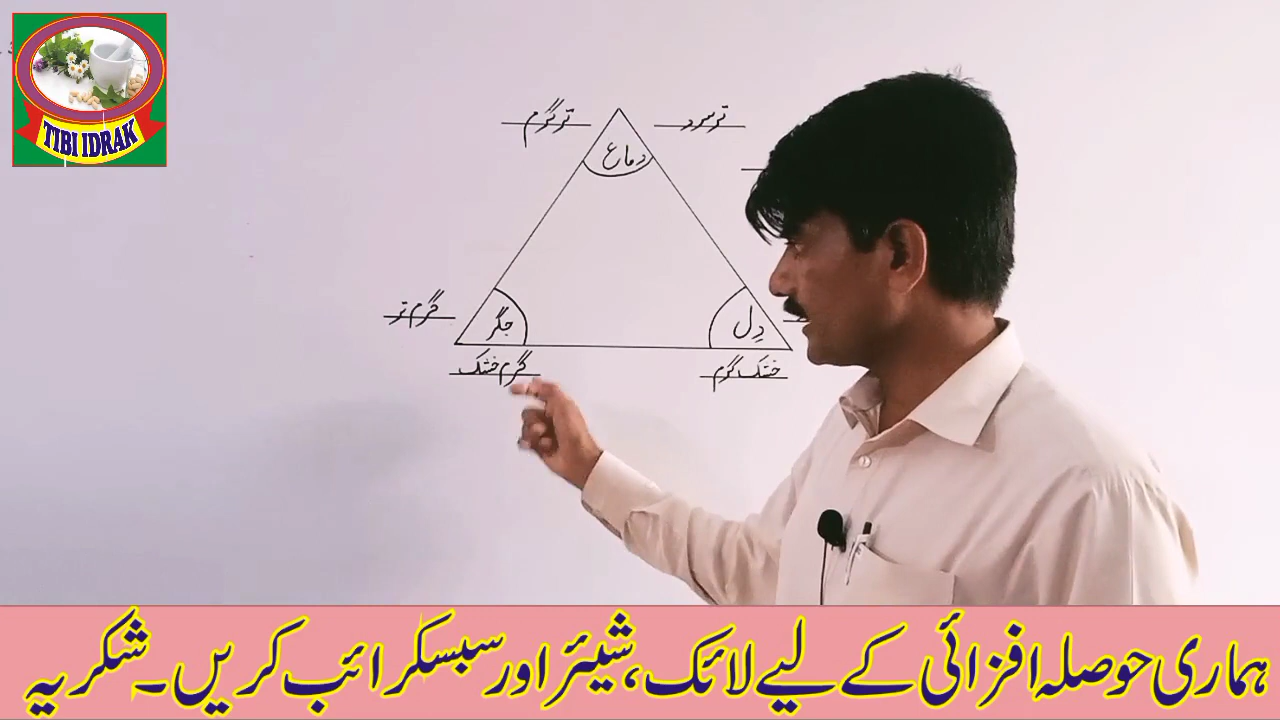 TIBI IDRAK
تر گرم
تر سرد
دماغ
گرم تر
جگر
دِل
گرم خشک
خشک گرم
ہماری حوصلہ افزائی کے لیے لائک، شیئر اور سبسکرائب کریں۔ شکریہ